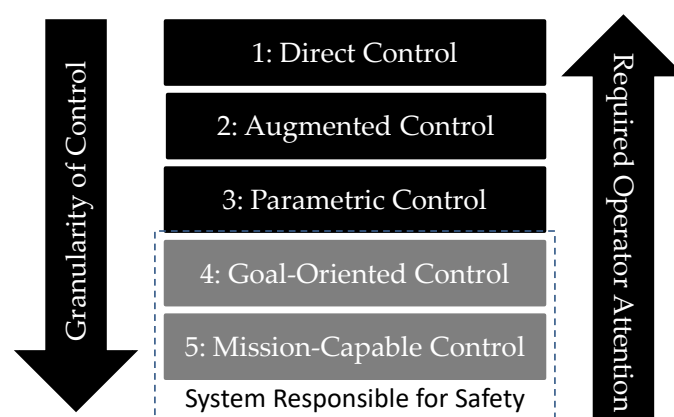 Granularity of Control
1: Direct Control
2: Augmented Control
3: Parametric Control
4: Goal-Oriented Control
5: Mission-Capable Control
System Responsible for Safety
Required Operator Attention